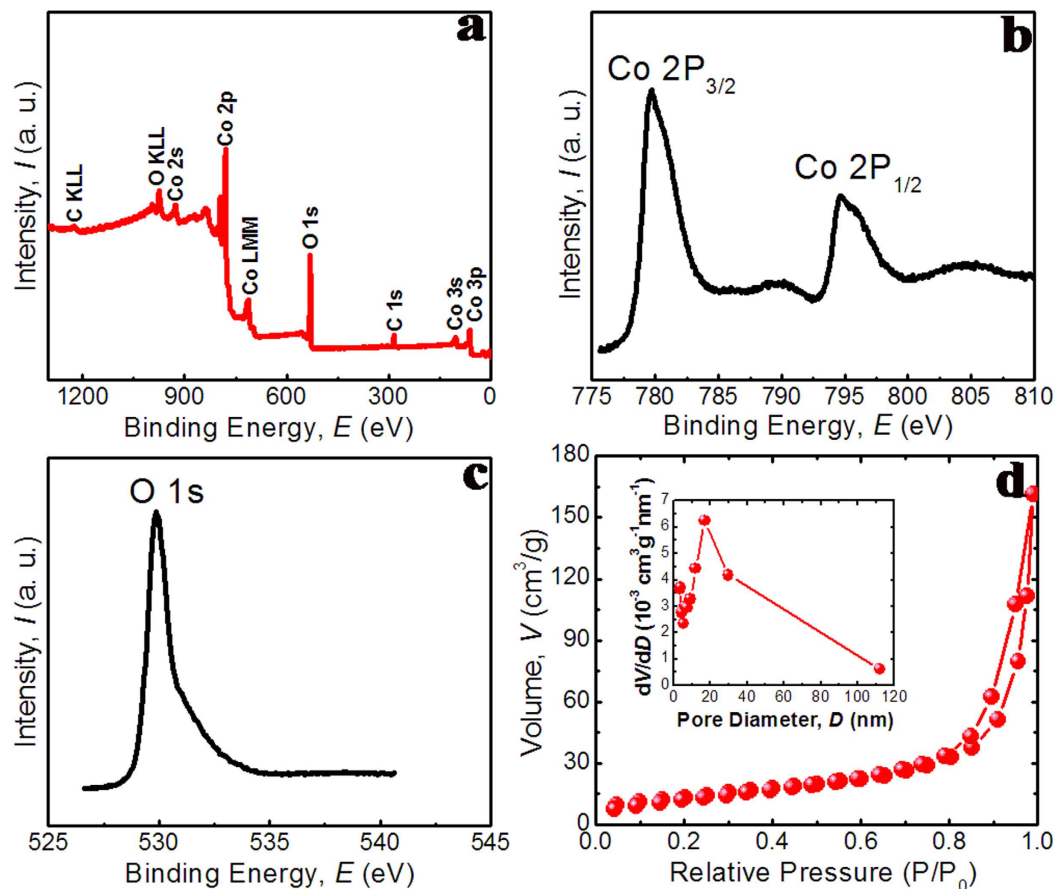 a
Intensity, I (a. u.)
C KLL
O KLL
Co 2s
Co 2p
Co LMM
O 1s
C 1s
Co 3s
Co 3p
1200 900 600 300 0
Binding Energy, E (eV)
b
Intensity, I (a. u.)
Co 2P3/2
Co 2P1/2
775 780 785 790 795 800 805 810
Binding Energy, E (eV)
c
Intensity, I (a. u.)
O 1s
525 530 535 540 545
Binding Energy, E (eV)
d
Volume, V (cm³/g)
180
150
120
90
60
30
0
0.0 0.2 0.4 0.6 0.8 1.0
Relative Pressure (P/P₀)
dV/dD (10⁻³ cm³g⁻¹nm⁻¹)
7
6
5
4
3
2
1
0
0 20 40 60 80 100 120
Pore Diameter, D (nm)